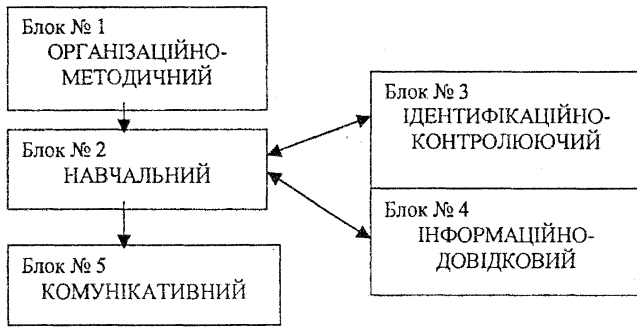 Блок № 1
ОРГАНІЗАЦІЙНО-
МЕТОДИЧНИЙ
Блок № 2
НАВЧАЛЬНИЙ
Блок № 3
ІДЕНТИФІКАЦІЙНО-
КОНТРОЛЮЮЧИЙ
Блок № 4
ІНФОРМАЦІЙНО-
ДОВІДКОВИЙ
Блок № 5
КОМУНІКАТИВНИЙ